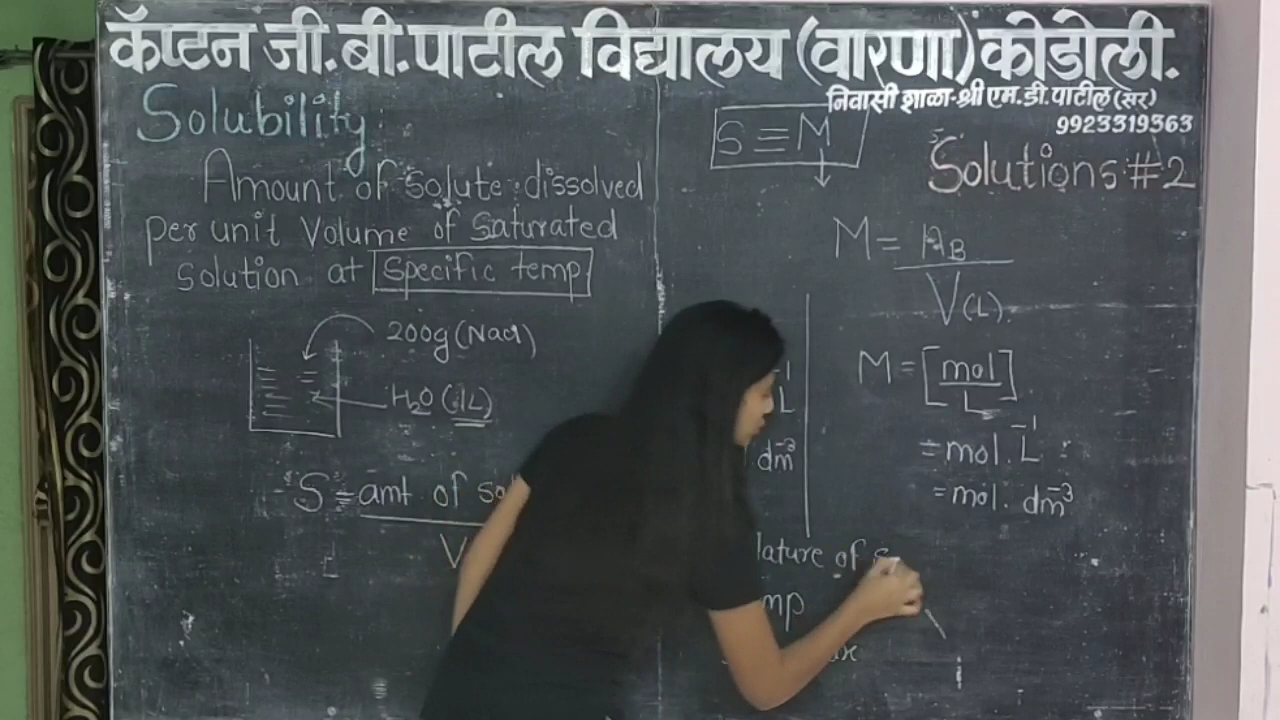 कॅप्टन जी.बी.पाटील विद्यालय (वारणा) कोडोली.
निवासी शाळा-श्री एम.डी.पाटील (सर)
9923319363
Solutions #2
Solubility:
Amount of solute dissolved
per unit Volume of Saturated
solution at specific temp
200g (NaCl)
H₂O (1L)
S = amt of so
V
S ≡ M
M = nB
V(L).
M = [mol]
L
= mol. L⁻¹
= mol. dm⁻³
⁻¹
L
dm⁻³
lature of S
mp